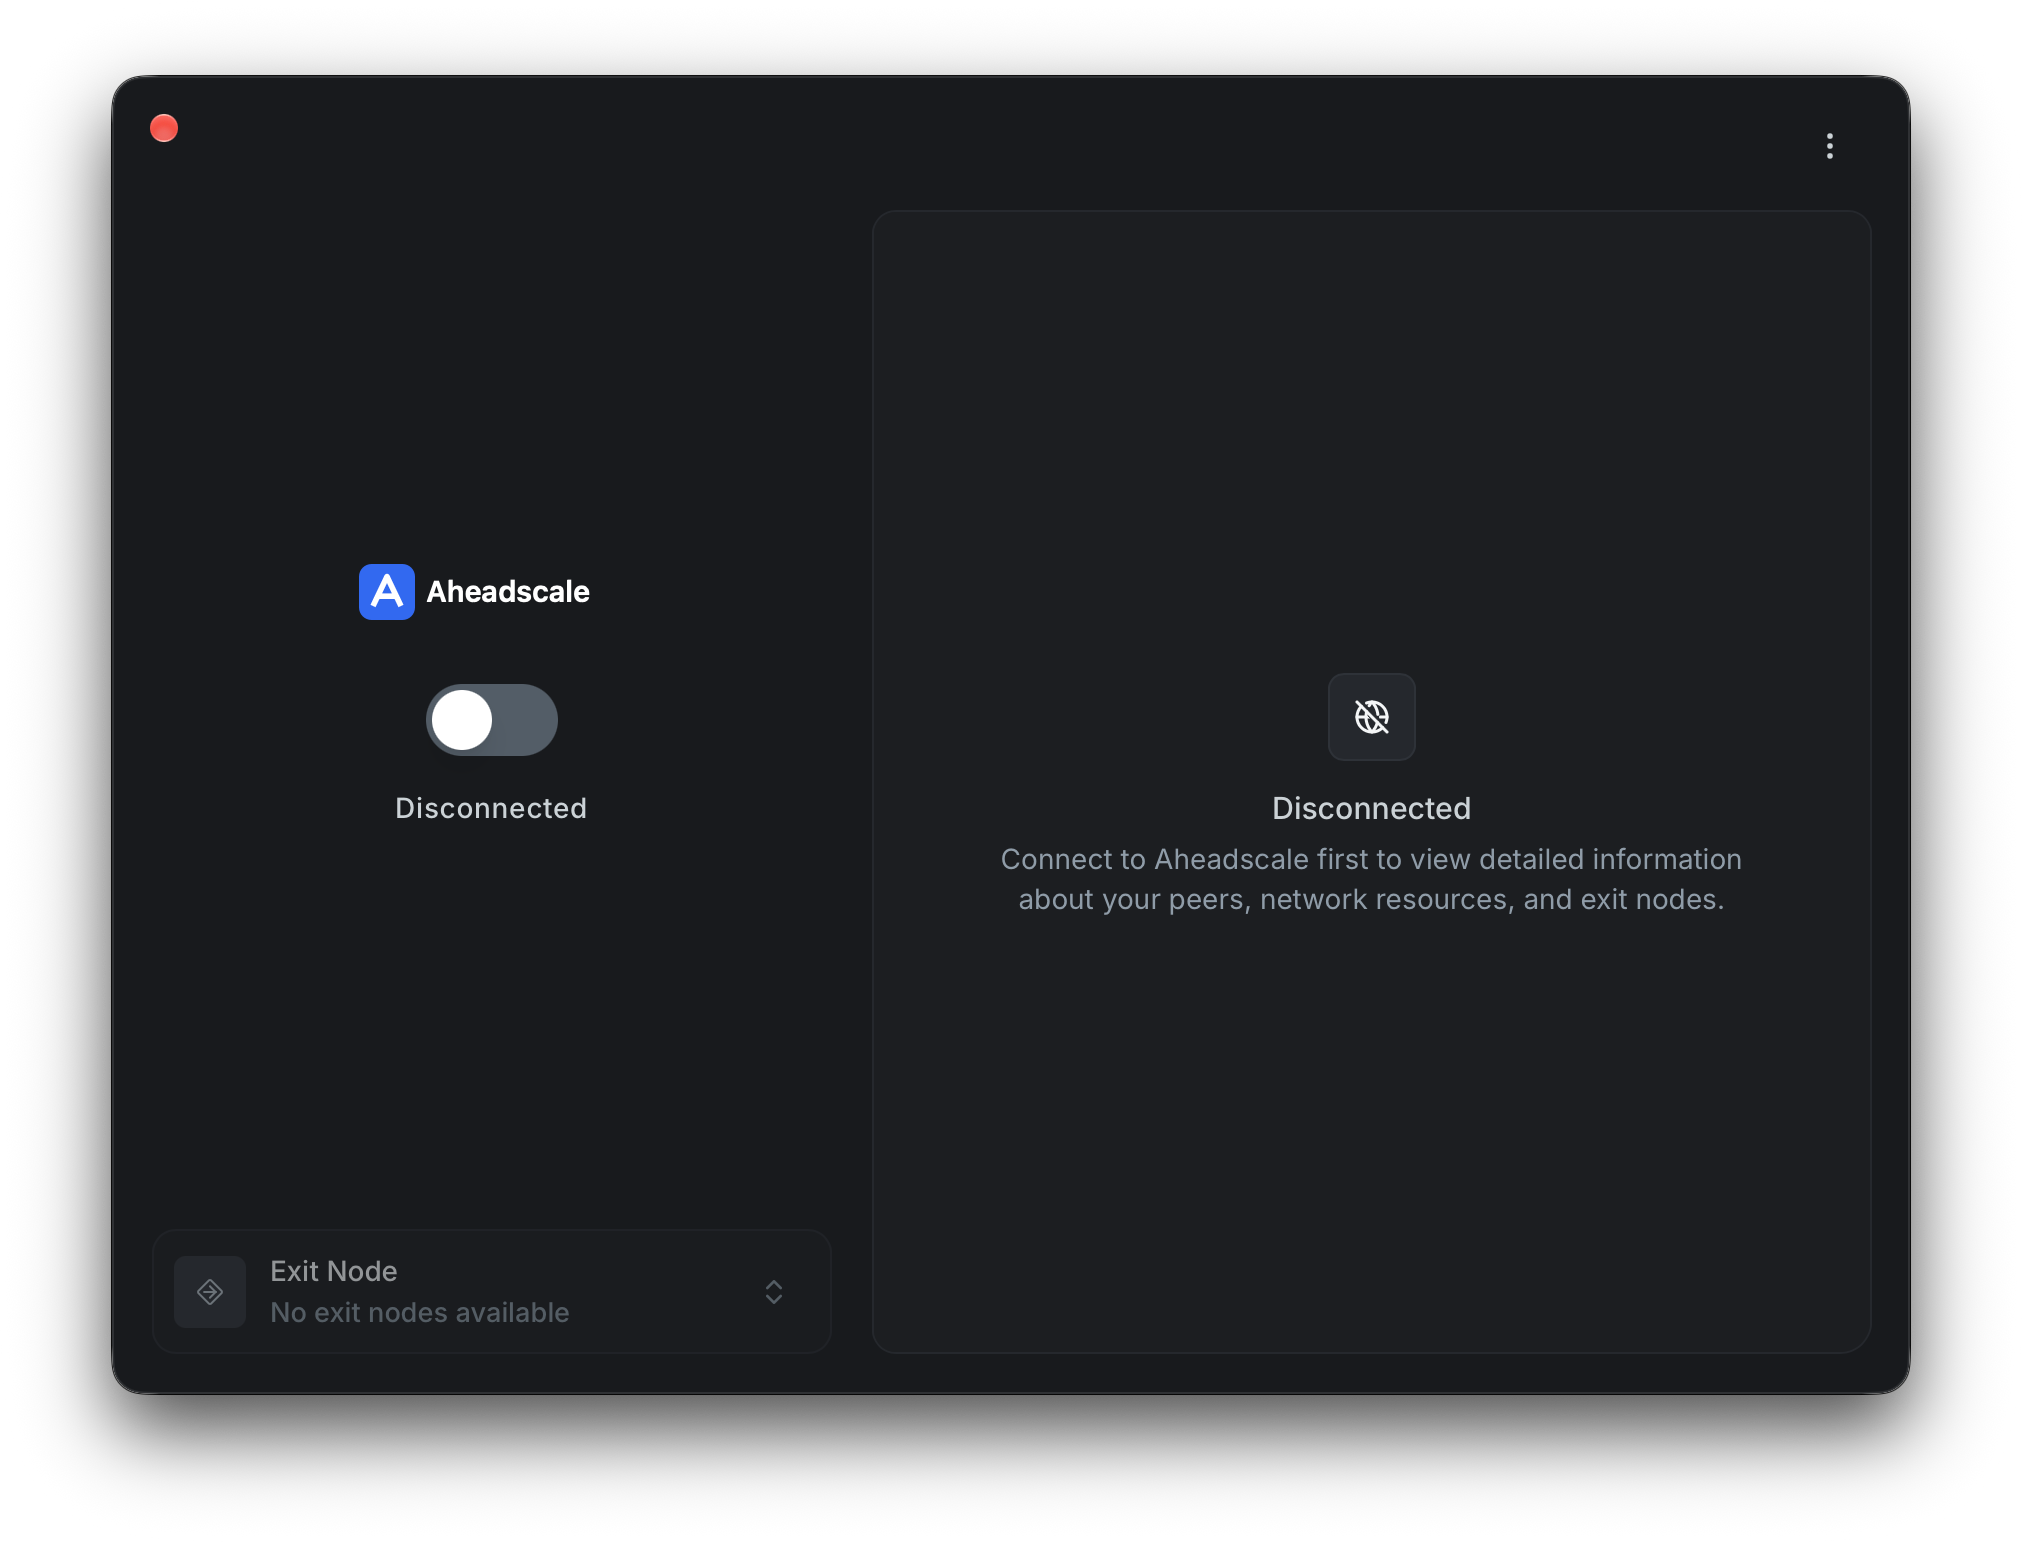 Aheadscale
Disconnected
Disconnected
Connect to Aheadscale first to view detailed information
about your peers, network resources, and exit nodes.
Exit Node
No exit nodes available